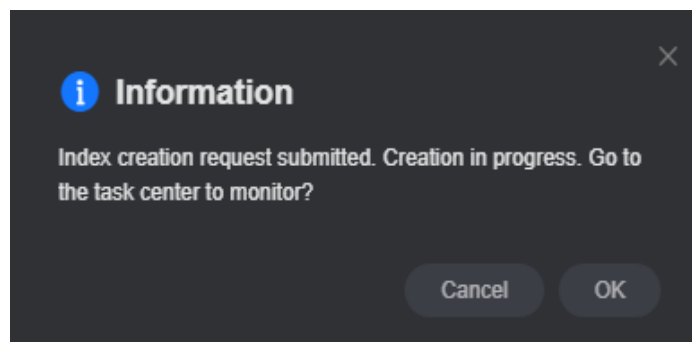 Information
Index creation request submitted. Creation in progress. Go to
the task center to monitor?
Cancel OK